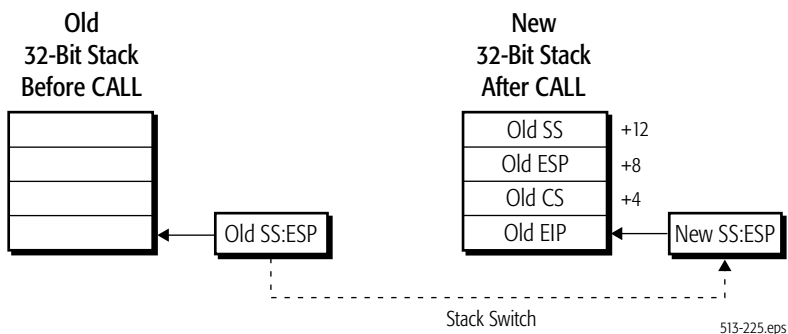 Old
32-Bit Stack
Before CALL
New
32-Bit Stack
After CALL
Old SS +12
Old ESP +8
Old CS +4
Old SS:ESP
Old EIP
New SS:ESP
Stack Switch
513-225.eps